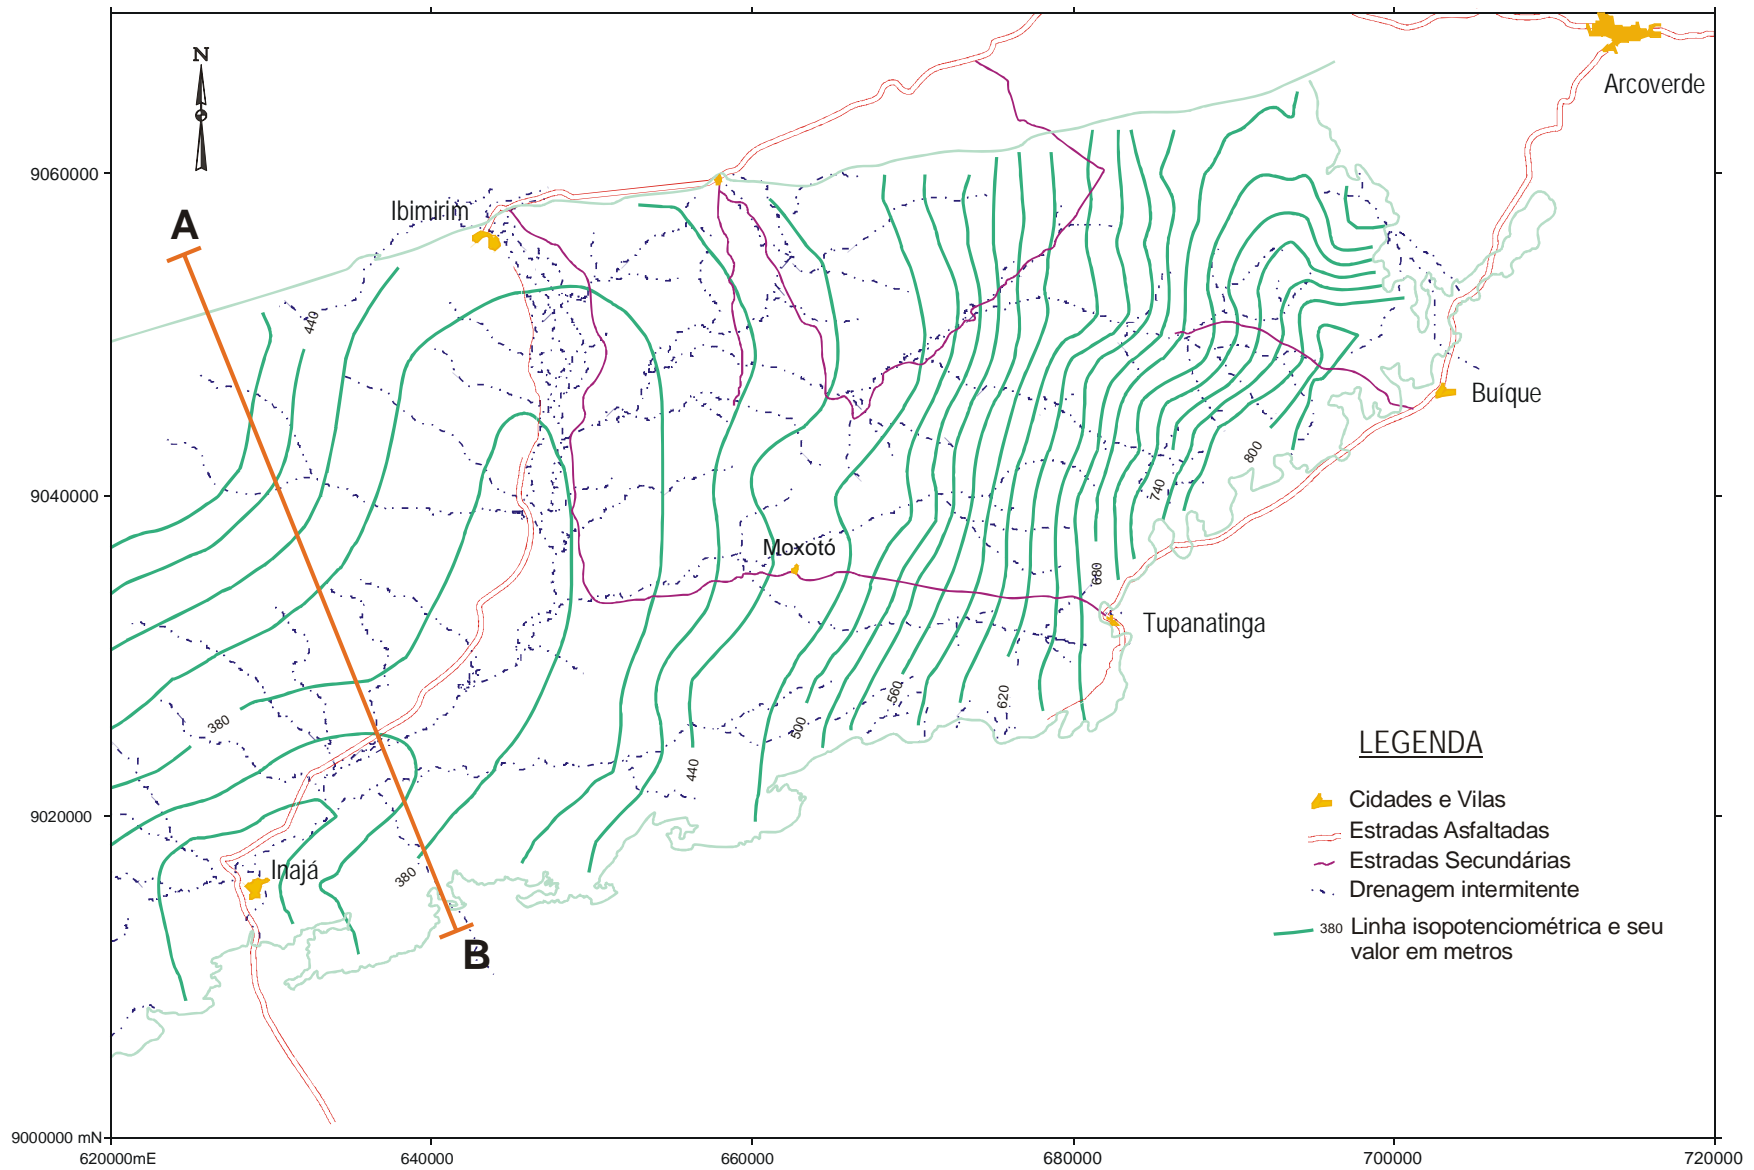 N
Arcoverde
9060000
A
Ibimirim
440
Buíque
800
740
9040000
Moxotó
680
Tupanatinga
560
620
380
500
440
LEGENDA
Cidades e Vilas
9020000
Estradas Asfaltadas
Estradas Secundárias
Inajá
380
Drenagem intermitente
380 Linha isopotenciométrica e seu
valor em metros
B
9000000 mN
620000mE
640000
660000
680000
700000
720000